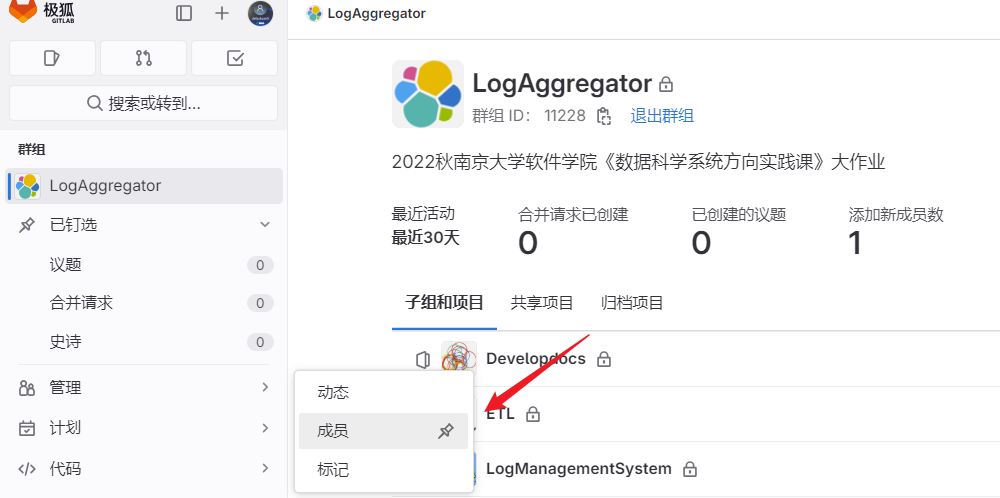 极狐
GITLAB
搜索或转到...
群组
LogAggregator
已钉选
议题 0
合并请求 0
史诗 0
管理
计划
代码
LogAggregator
LogAggregator
群组 ID： 11228 退出群组
2022秋南京大学软件学院《数据科学系统方向实践课》大作业
最近活动
最近30天
合并请求已创建
0
已创建的议题
0
添加新成员数
1
子组和项目 共享项目 归档项目
Developdocs
ETL
LogManagementSystem
动态
成员
标记